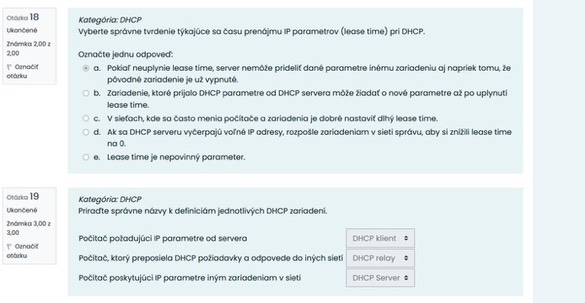 Otázka 18
Ukončené
Známka 2,00 z
2,00
Označiť
otázku
Kategória: DHCP
Vyberte správne tvrdenie týkajúce sa času prenájmu IP parametrov (lease time) pri DHCP.
Označte jednu odpoveď:
a. Pokiaľ neuplynie lease time, server nemôže prideliť dané parametre inému zariadeniu aj napriek tomu, že
pôvodné zariadenie je už vypnuté.
b. Zariadenie, ktoré prijalo DHCP parametre od DHCP servera môže žiadať o nové parametre až po uplynutí
lease time.
c. V sieťach, kde sa často menia počítače a zariadenia je dobré nastaviť dlhý lease time.
d. Ak sa DHCP serveru vyčerpajú voľné IP adresy, rozpošle zariadeniam v sieti správu, aby si znížili lease time
na 0.
e. Lease time je nepovinný parameter.
Otázka 19
Ukončené
Známka 3,00 z
3,00
Označiť
otázku
Kategória: DHCP
Priraďte správne názvy k definíciám jednotlivých DHCP zariadení.
Počítač požadujúci IP parametre od servera DHCP klient
Počítač, ktorý preposiela DHCP požiadavky a odpovede do iných sietí DHCP relay
Počítač poskytujúci IP parametre iným zariadeniam v sieti DHCP Server